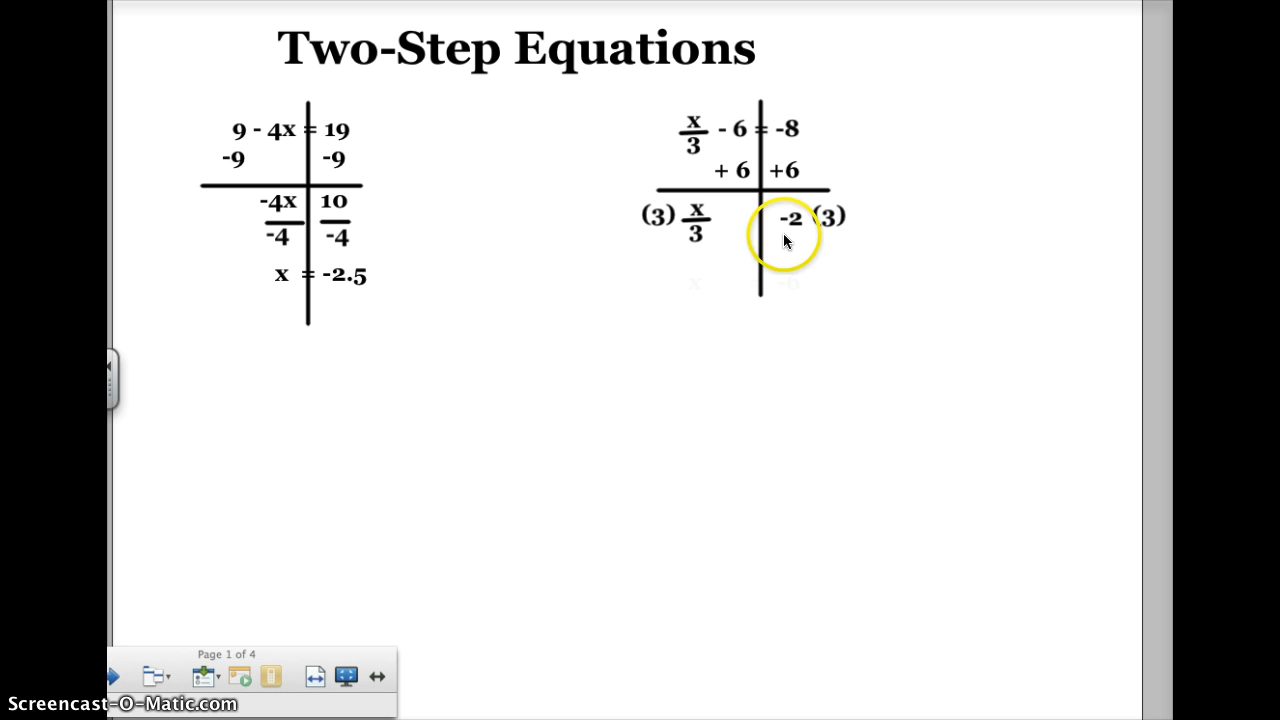 Two-Step Equations
9 - 4x = 19
-9 -9
-4x 10
-4 -4
x = -2.5
x
3 - 6 = -8
+ 6 +6
(3) x
3 -2 (3)
x -6
Page 1 of 4
Screencast-O-Matic.com